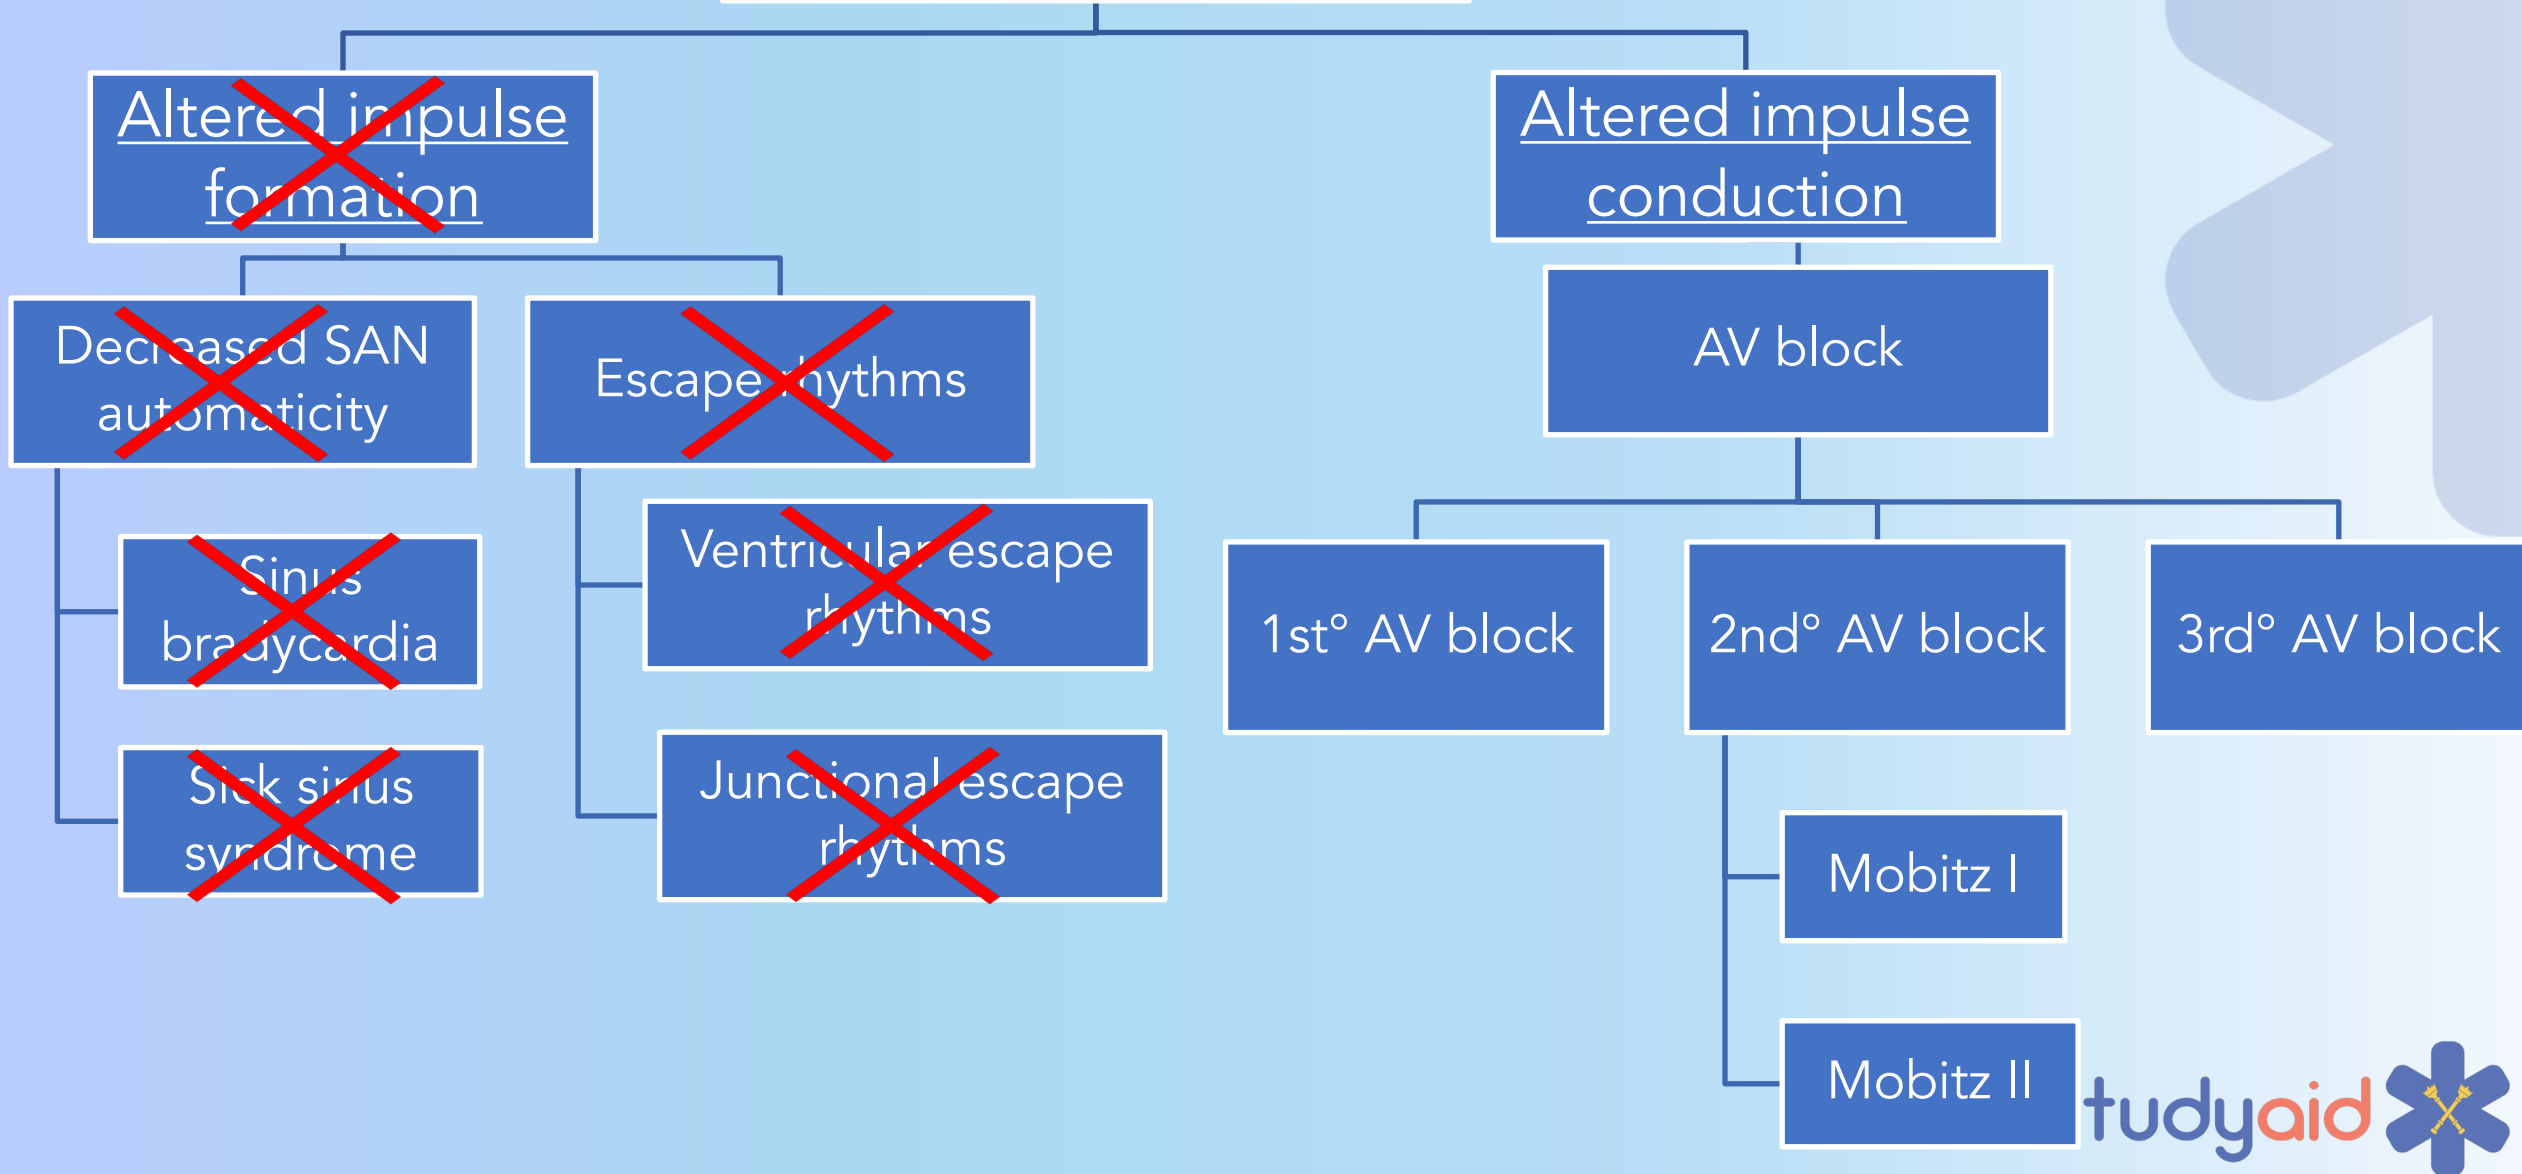 Altered impulse
formation
Altered impulse
conduction
Decreased SAN
automaticity
Escape rhythms
AV block
Sinus
bradycardia
Ventricular escape
rhythms
1st° AV block
2nd° AV block
3rd° AV block
Sick sinus
syndrome
Junctional escape
rhythms
Mobitz I
Mobitz II
tudyaid